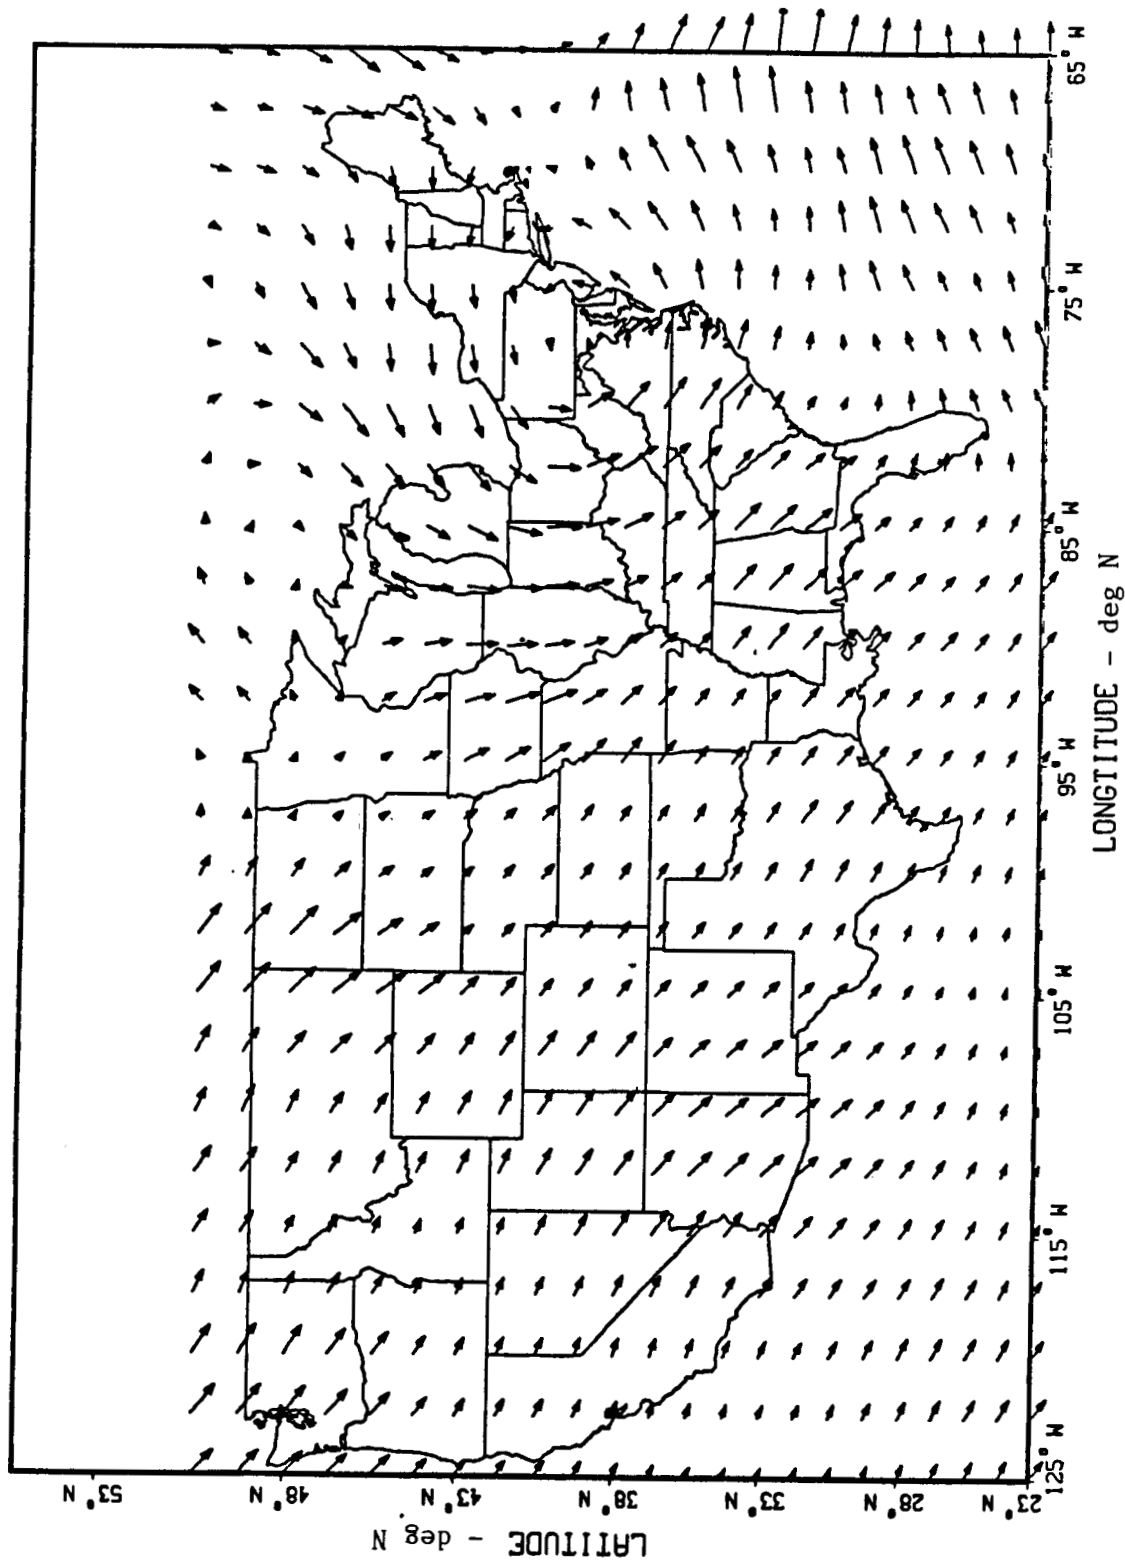 53° N
48° N
43° N
38° N
33° N
28° N
23° N
LATITUDE - deg N
125° W
115° W
105° W
95° W
85° W
75° W
65° W
LONGTITUDE - deg N